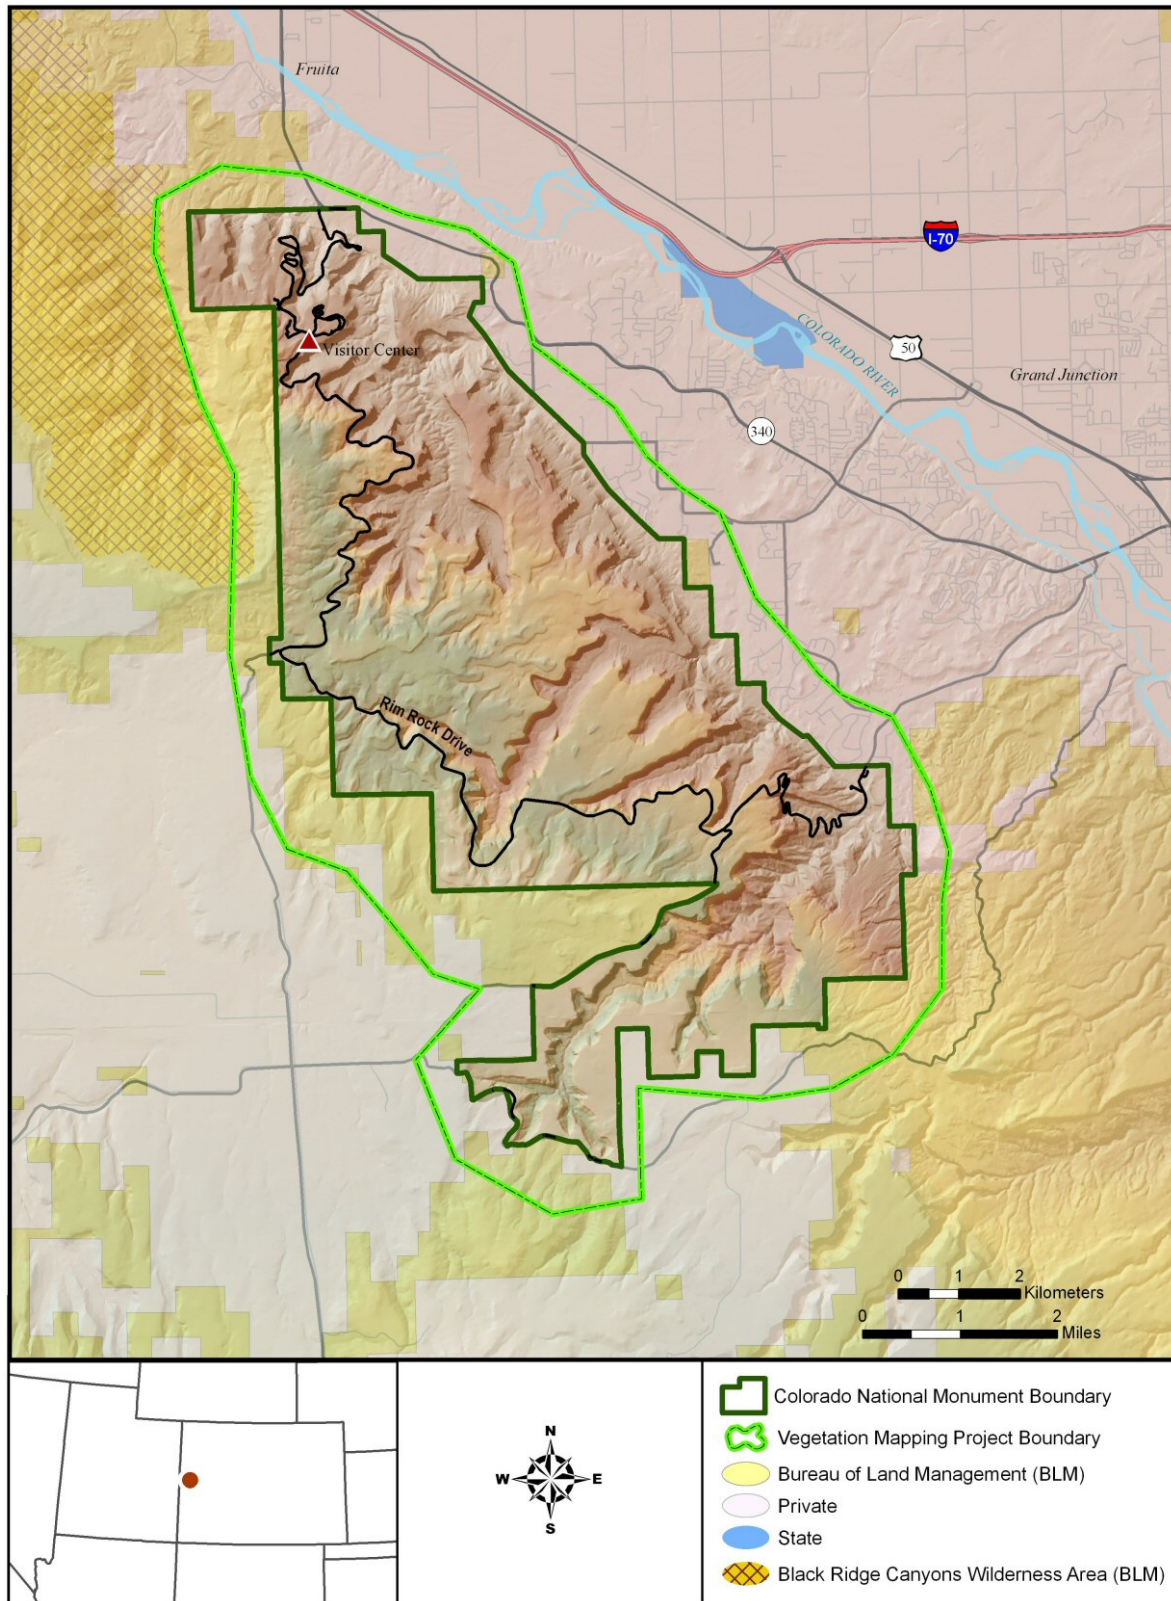 Fruita
I-70
COLORADO RIVER
50
Visitor Center
Grand Junction
340
Rim Rock Drive
0 1 2
Kilometers
0 1 2
Miles
N
W E
S
Colorado National Monument Boundary
Vegetation Mapping Project Boundary
Bureau of Land Management (BLM)
Private
State
Black Ridge Canyons Wilderness Area (BLM)